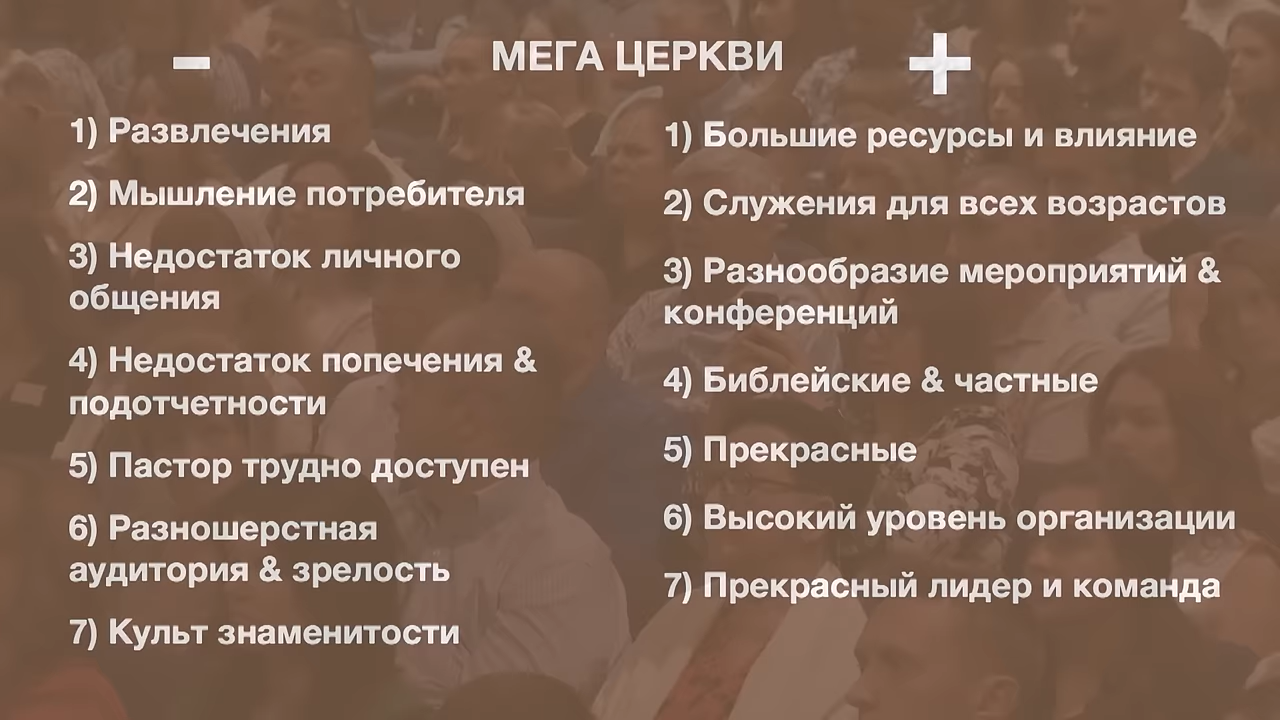 МЕГА ЦЕРКВИ
-
1) Развлечения
2) Мышление потребителя
3) Недостаток личного
общения
4) Недостаток попечения &
подотчетности
5) Пастор трудно доступен
6) Разношерстная
аудитория & зрелость
7) Культ знаменитости
+
1) Большие ресурсы и влияние
2) Служения для всех возрастов
3) Разнообразие мероприятий &
конференций
4) Библейские & частные
5) Прекрасные
6) Высокий уровень организации
7) Прекрасный лидер и команда